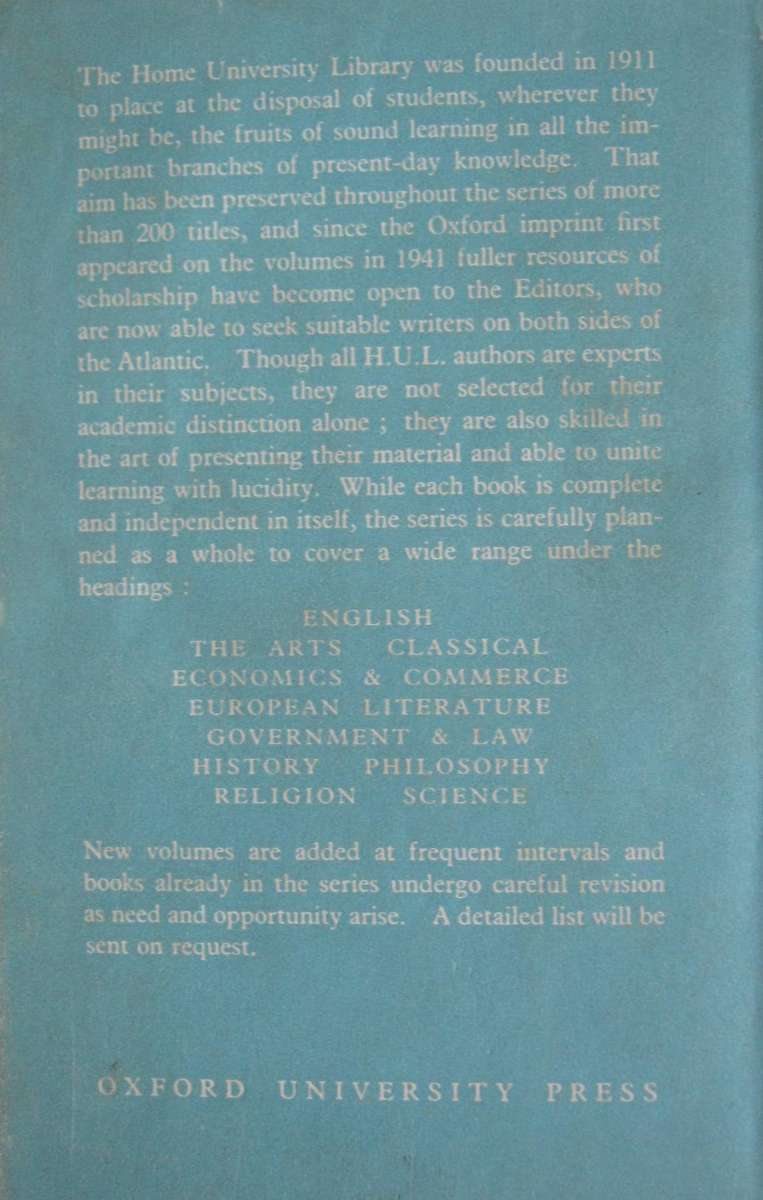 The Home University Library was founded in 1911
to place at the disposal of students, wherever they
might be, the fruits of sound learning in all the im-
portant branches of present-day knowledge. That
aim has been preserved throughout the series of more
than 200 titles, and since the Oxford imprint first
appeared on the volumes in 1941 fuller resources of
scholarship have become open to the Editors, who
are now able to seek suitable writers on both sides of
the Atlantic. Though all H.U.L. authors are experts
in their subjects, they are not selected for their
academic distinction alone ; they are also skilled in
the art of presenting their material and able to unite
learning with lucidity. While each book is complete
and independent in itself, the series is carefully plan-
ned as a whole to cover a wide range under the
headings :
ENGLISH
THE ARTS CLASSICAL
ECONOMICS & COMMERCE
EUROPEAN LITERATURE
GOVERNMENT & LAW
HISTORY PHILOSOPHY
RELIGION SCIENCE
New volumes are added at frequent intervals and
books already in the series undergo careful revision
as need and opportunity arise. A detailed list will be
sent on request.
OXFORD UNIVERSITY PRESS